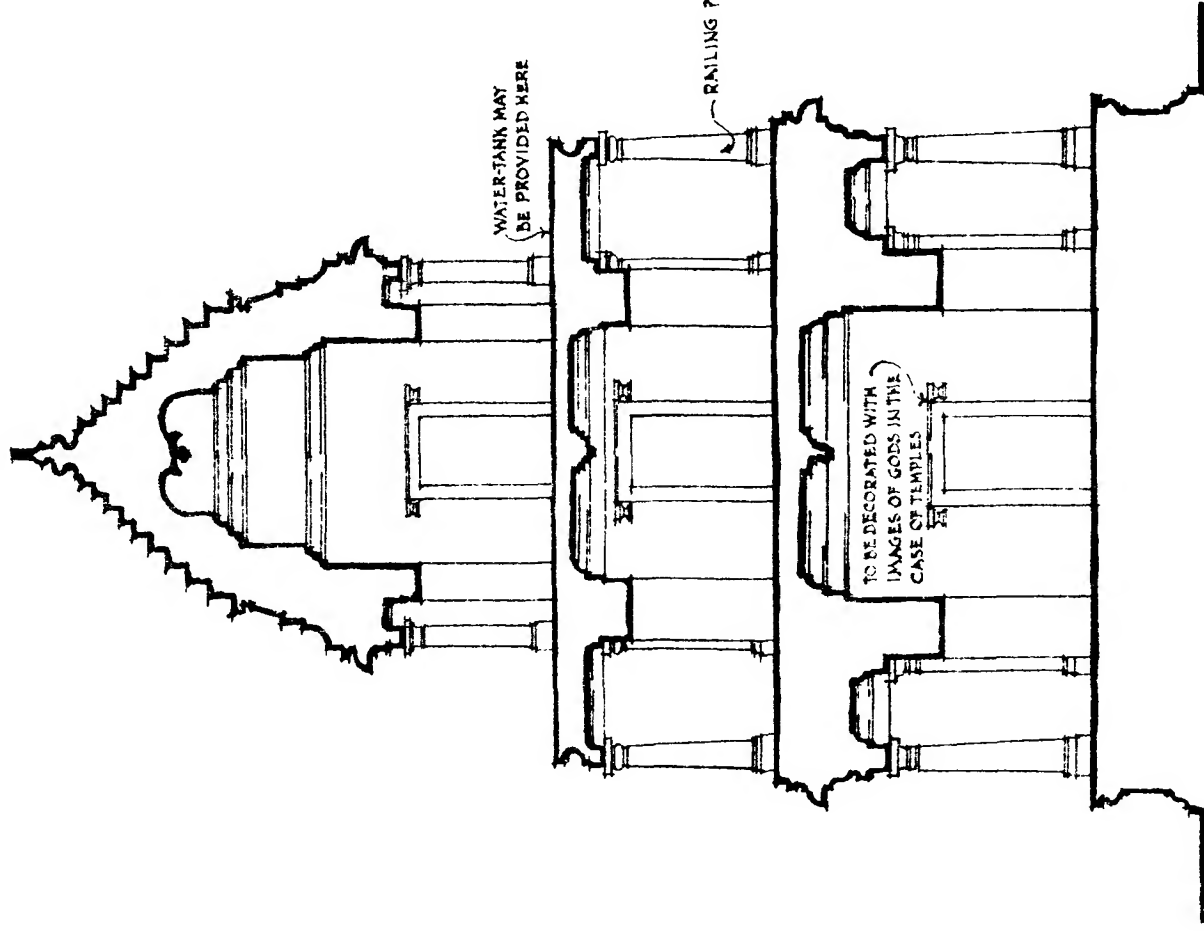 WATER-TANK MAY
BE PROVIDED HERE
RAILING
TO BE DECORATED WITH
IMAGES OF GODS IN THE
CASE OF TEMPLES